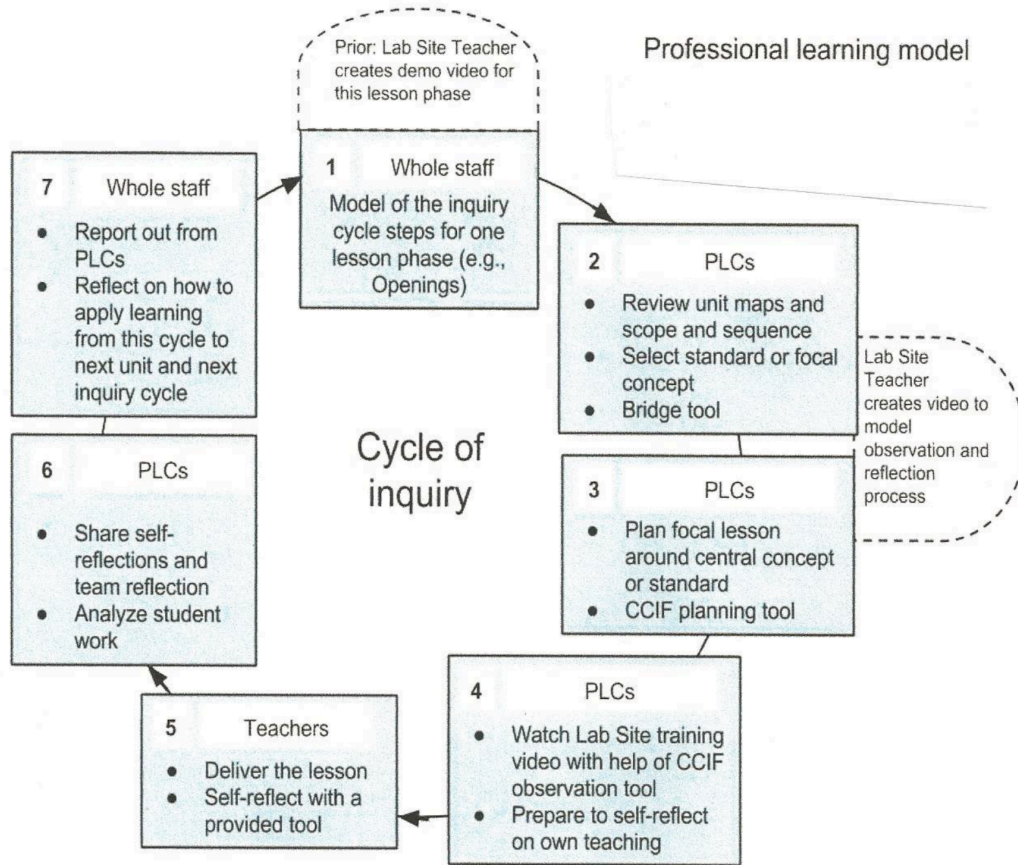 Professional learning model
Prior: Lab Site Teacher
creates demo video for
this lesson phase
1 Whole staff
Model of the inquiry
cycle steps for one
lesson phase (e.g.,
Openings)
2 PLCs
● Review unit maps and
scope and sequence
● Select standard or focal
concept
● Bridge tool
Lab Site
Teacher
creates video to
model
observation and
reflection
process
3 PLCs
● Plan focal lesson
around central concept
or standard
● CCIF planning tool
4 PLCs
● Watch Lab Site training
video with help of CCIF
observation tool
● Prepare to self-reflect
on own teaching
5 Teachers
● Deliver the lesson
● Self-reflect with a
provided tool
6 PLCs
● Share self-
reflections and
team reflection
● Analyze student
work
7 Whole staff
● Report out from
PLCs
● Reflect on how to
apply learning
from this cycle to
next unit and next
inquiry cycle
Cycle of
inquiry